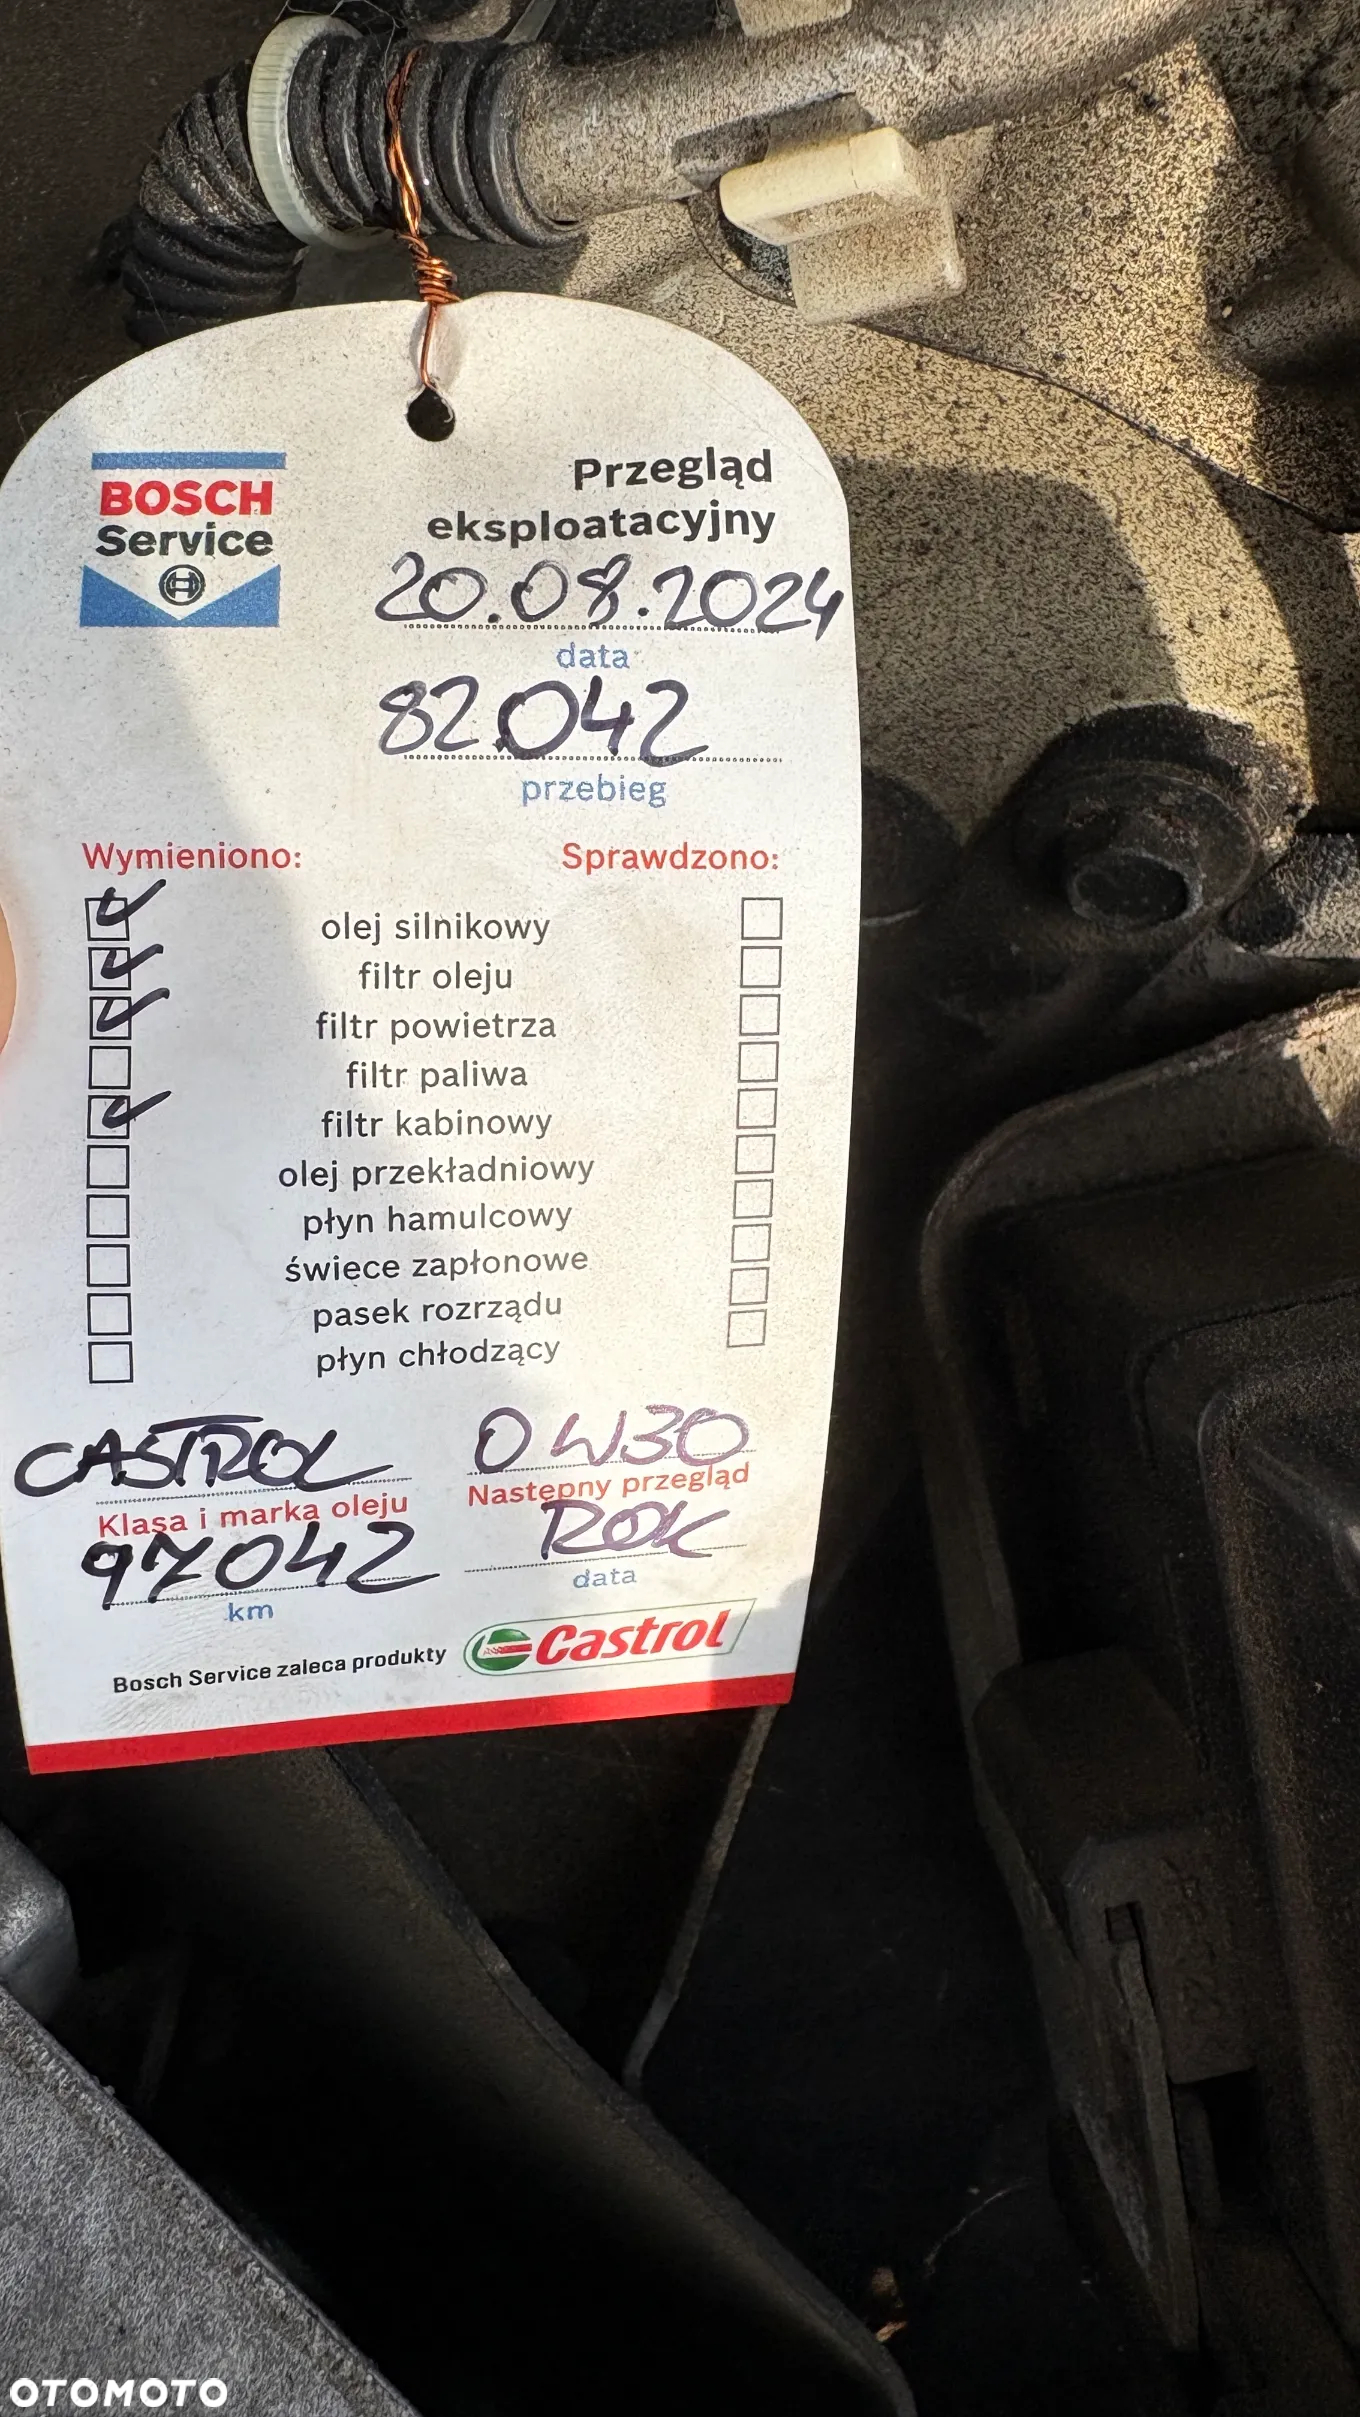 BOSCH
Service
Przegląd
eksploatacyjny
20.08.2024
data
82.042
przebieg
Wymieniono: Sprawdzono:
olej silnikowy
filtr oleju
filtr powietrza
filtr paliwa
filtr kabinowy
olej przekładniowy
płyn hamulcowy
świece zapłonowe
pasek rozrządu
płyn chłodzący
CASTROL 0W30
Klasa i marka oleju Następny przegląd
97042 ROK
km data
Bosch Service zaleca produkty Castrol
OTOMOTO